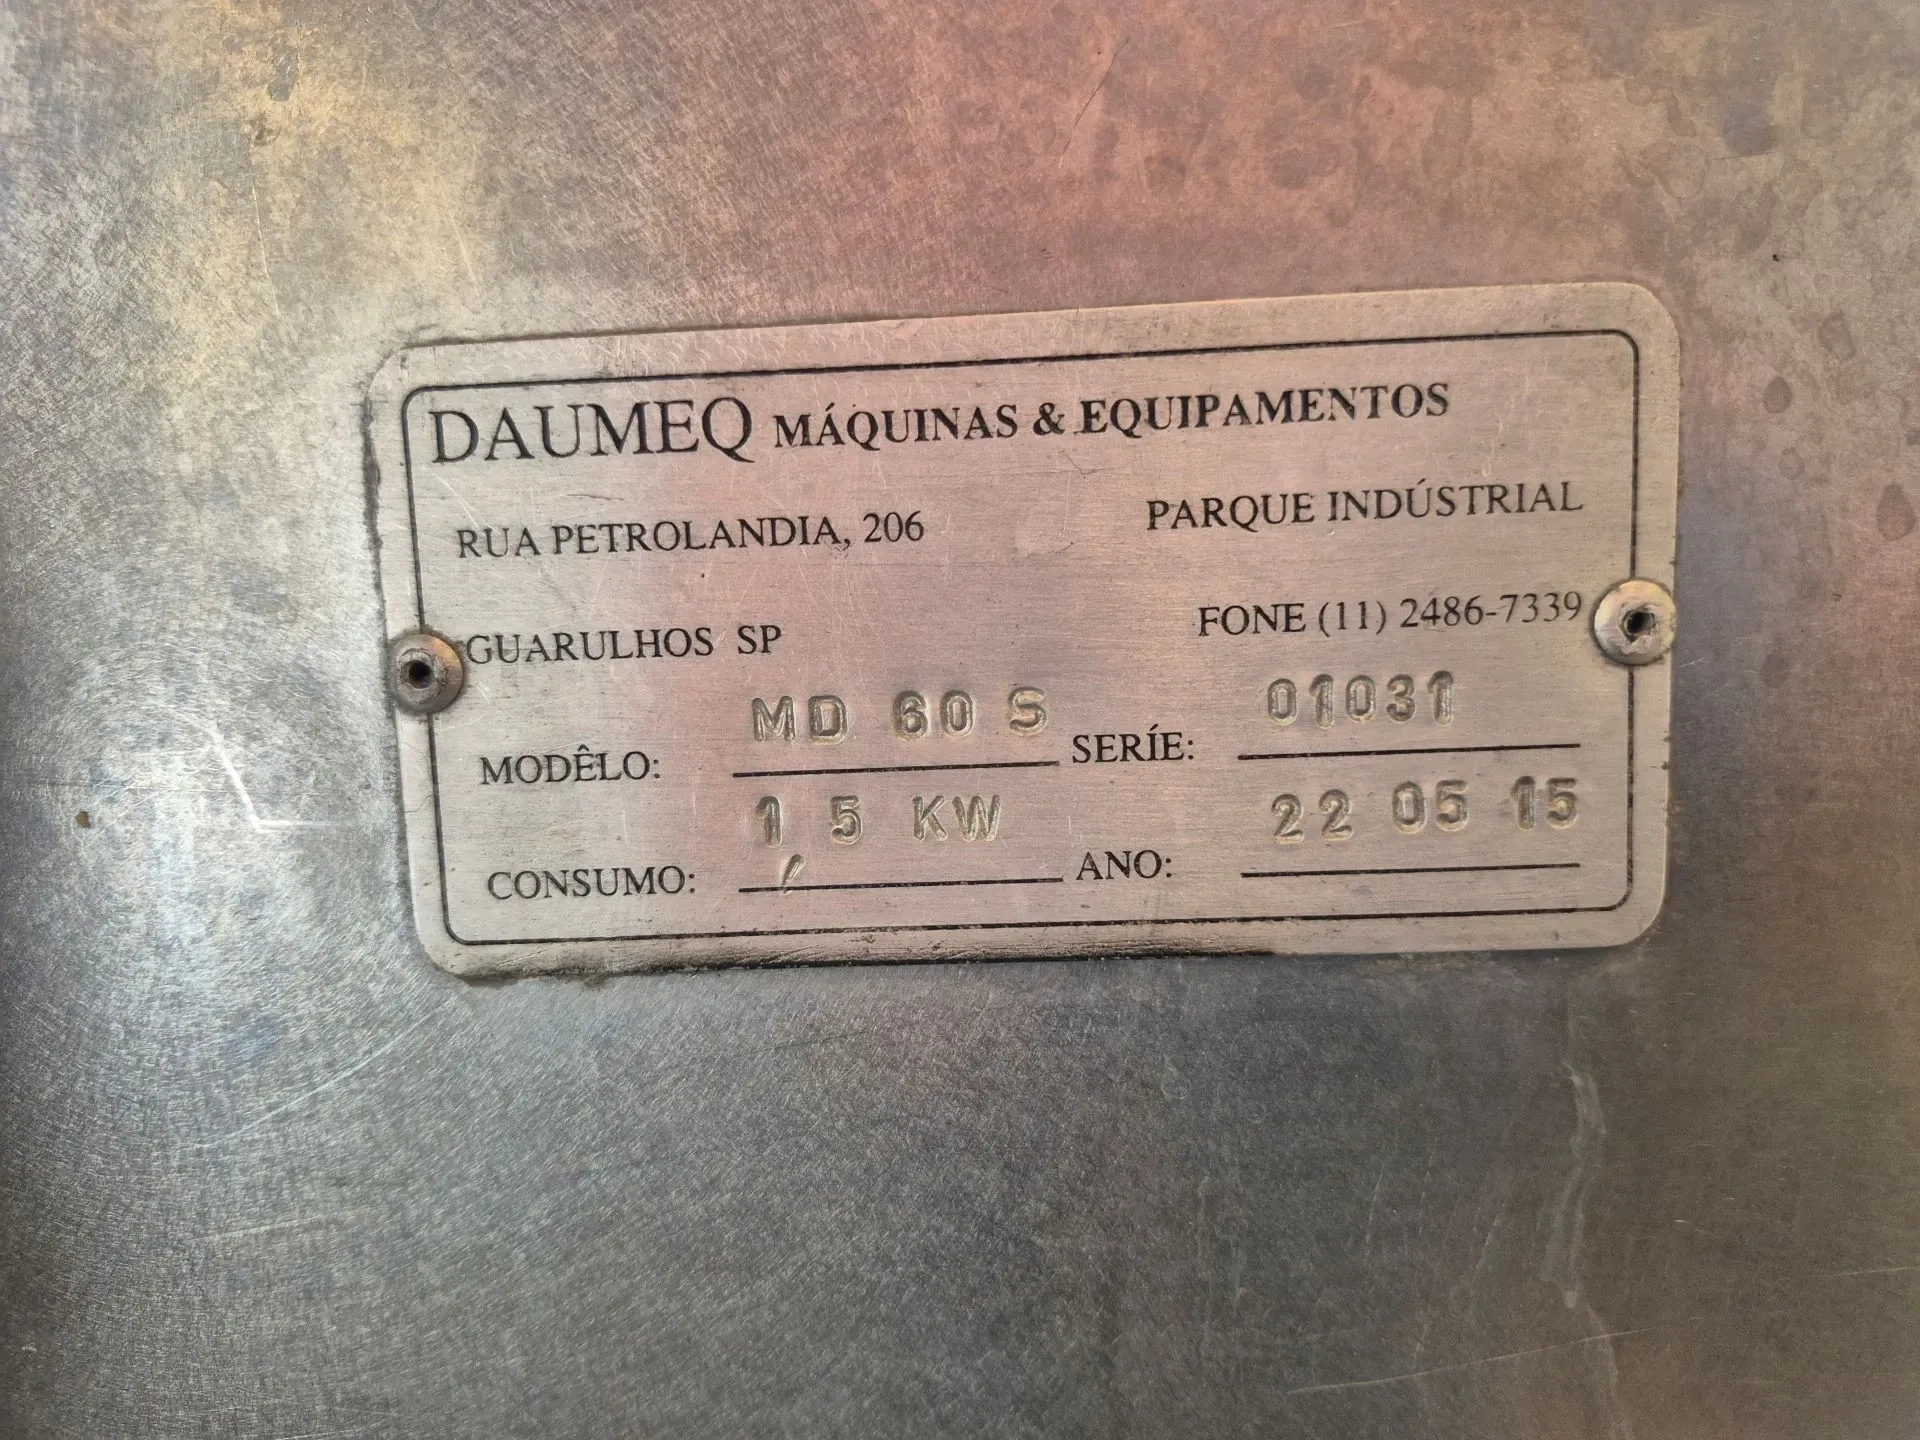 DAUMEQ MÁQUINAS & EQUIPAMENTOS
RUA PETROLANDIA, 206 PARQUE INDÚSTRIAL
GUARULHOS SP FONE (11) 2486-7339
MODÊLO: MD 60 S SERÍE: 01031
CONSUMO: 1,5 KW ANO: 22 05 15